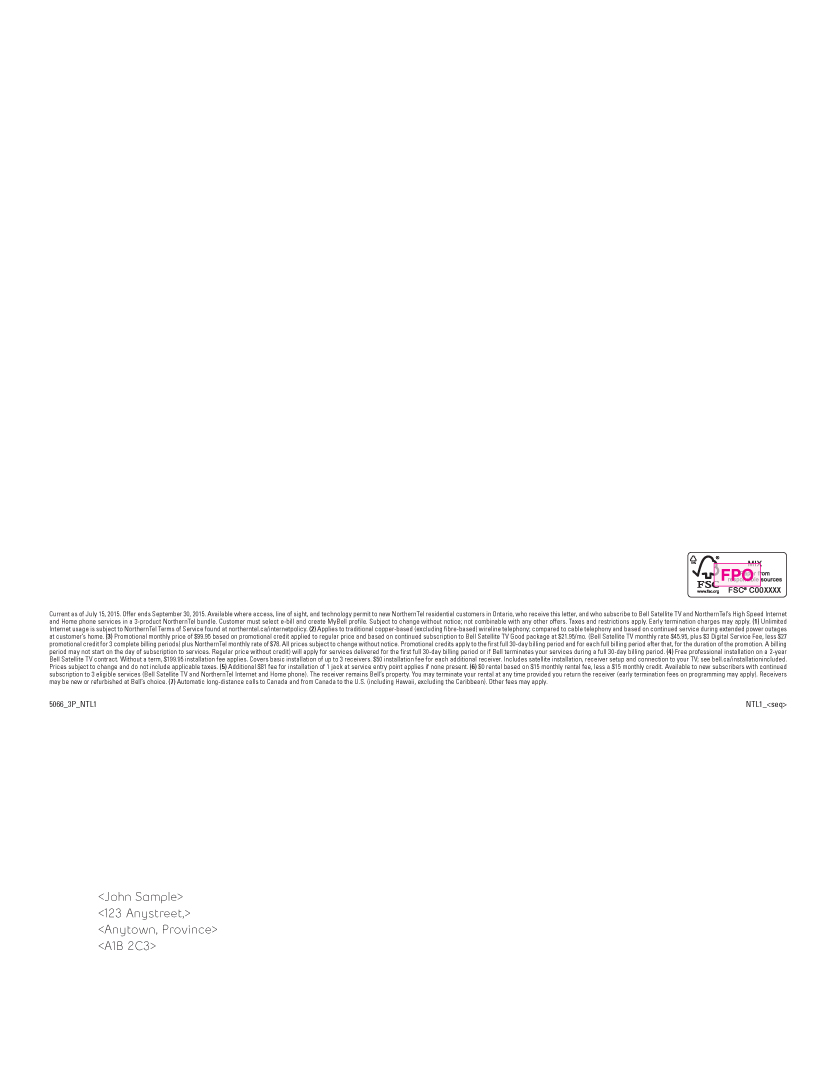 MIX
FPO
from
sources
FSC
www.fsc.org
FSC® C00XXXX
Current as of July 15, 2015. Offer ends September 30, 2015. Available where access, line of sight, and technology permit to new NorthernTel residential customers in Ontario, who receive this letter, and who subscribe to Bell Satellite TV and NorthernTel's High Speed Internet
and Home phone services in a 3-product NorthernTel bundle. Customer must select e-bill and create MyBell profile. Subject to change without notice; not combinable with any other offers. Taxes and restrictions apply. Early termination charges may apply. (1) Unlimited
Internet usage is subject to NorthernTel Terms of Service found at northerntel.ca/internetpolicy. (2) Applies to traditional copper-based (excluding fibre-based) wireline telephony; compared to cable telephony and based on continued service during extended power outages
at customer's home. (3) Promotional monthly price of $99.95 based on promotional credit applied to regular price and based on continued subscription to Bell Satellite TV Good package at $21.95/mo. (Bell Satellite TV monthly rate $45.95, plus $3 Digital Service Fee, less $27
promotional credit for 3 complete billing periods) plus NorthernTel monthly rate of $78. All prices subject to change without notice. Promotional credits apply to the first full 30-day billing period and for each full billing period after that, for the duration of the promotion. A billing
period may not start on the day of subscription to services. Regular price without credit) will apply for services delivered for the first full 30-day billing period or if Bell terminates your services during a full 30-day billing period. (4) Free professional installation on a 2-year
Bell Satellite TV contract. Without a term, $199.95 installation fee applies. Covers basic installation of up to 3 receivers. $50 installation fee for each additional receiver. Includes satellite installation, receiver setup and connection to your TV; see bell.ca/installationincluded.
Prices subject to change and do not include applicable taxes. (5) Additional $81 fee for installation of 1 jack at service entry point applies if none present. (6) $0 rental based on $15 monthly rental fee, less a $15 monthly credit. Available to new subscribers with continued
subscription to 3 eligible services (Bell Satellite TV and NorthernTel Internet and Home phone). The receiver remains Bell's property. You may terminate your rental at any time provided you return the receiver (early termination fees on programming may apply). Receivers
may be new or refurbished at Bell's choice. (7) Automatic long-distance calls to Canada and from Canada to the U.S. (including Hawaii, excluding the Caribbean). Other fees may apply.
5066_3P_NTL1
NTL1_<seq>
<John Sample>
<123 Anystreet,>
<Anytown, Province>
<A1B 2C3>